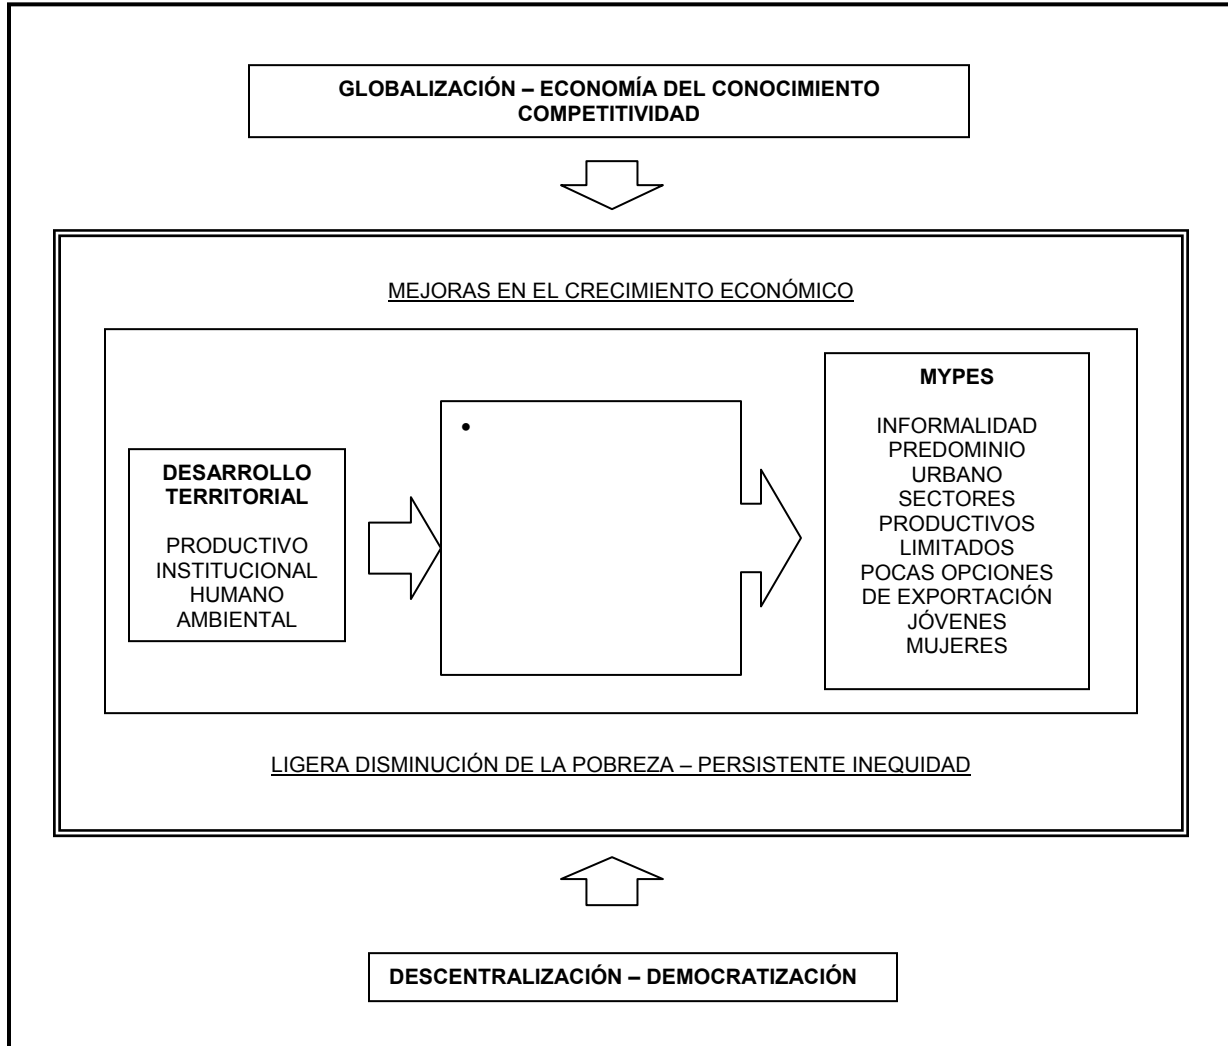 GLOBALIZACIÓN – ECONOMÍA DEL CONOCIMIENTO
COMPETITIVIDAD
MEJORAS EN EL CRECIMIENTO ECONÓMICO
DESARROLLO
TERRITORIAL
PRODUCTIVO
INSTITUCIONAL
HUMANO
AMBIENTAL
•
MYPES
INFORMALIDAD
PREDOMINIO
URBANO
SECTORES
PRODUCTIVOS
LIMITADOS
POCAS OPCIONES
DE EXPORTACIÓN
JÓVENES
MUJERES
LIGERA DISMINUCIÓN DE LA POBREZA – PERSISTENTE INEQUIDAD
DESCENTRALIZACIÓN – DEMOCRATIZACIÓN